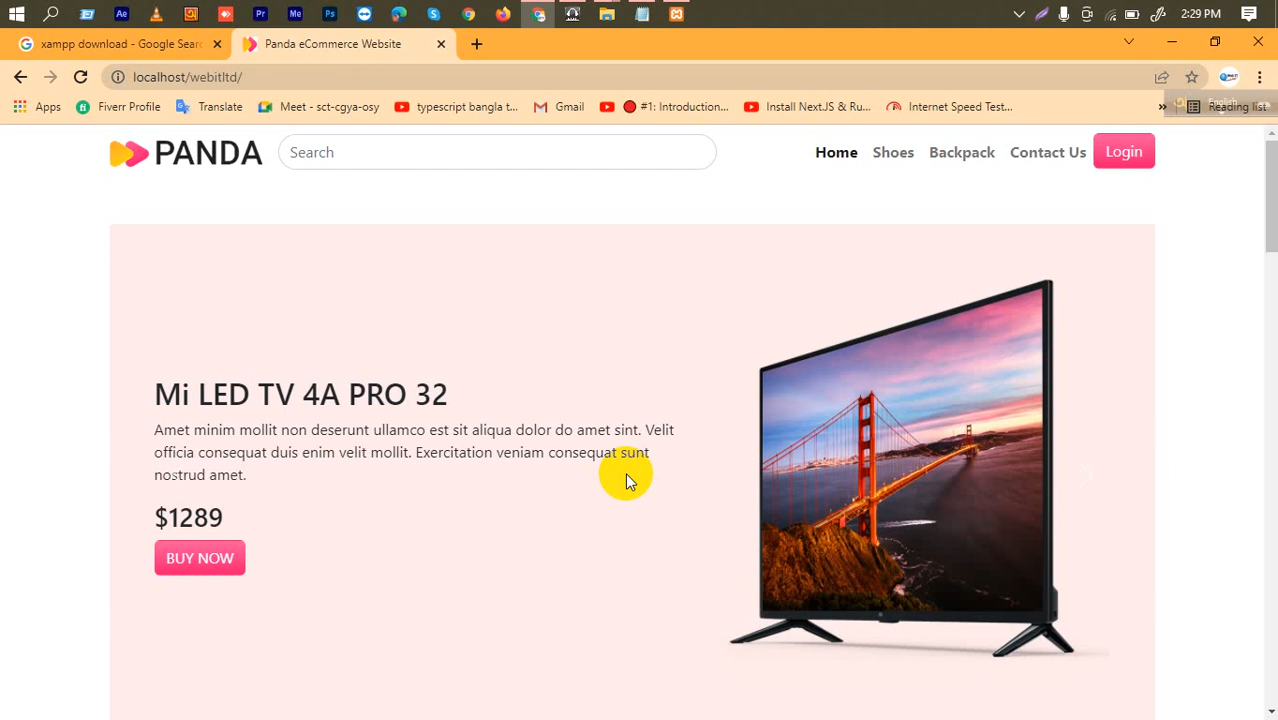 2:29 PM
xampp download - Google Sear
Panda eCommerce Website
localhost/webitltd/
Apps
Fiverr Profile
Translate
Meet - sct-cgya-osy
typescript bangla t...
Gmail
#1: Introduction...
Install NextJS & Ru...
Internet Speed Test...
»
English
Reading list
PANDA
Search
Home
Shoes
Backpack
Contact Us
Login
Mi LED TV 4A PRO 32
Amet minim mollit non deserunt ullamco est sit aliqua dolor do amet sint. Velit
officia consequat duis enim velit mollit. Exercitation veniam consequat sunt
nostrud amet.
$1289
BUY NOW